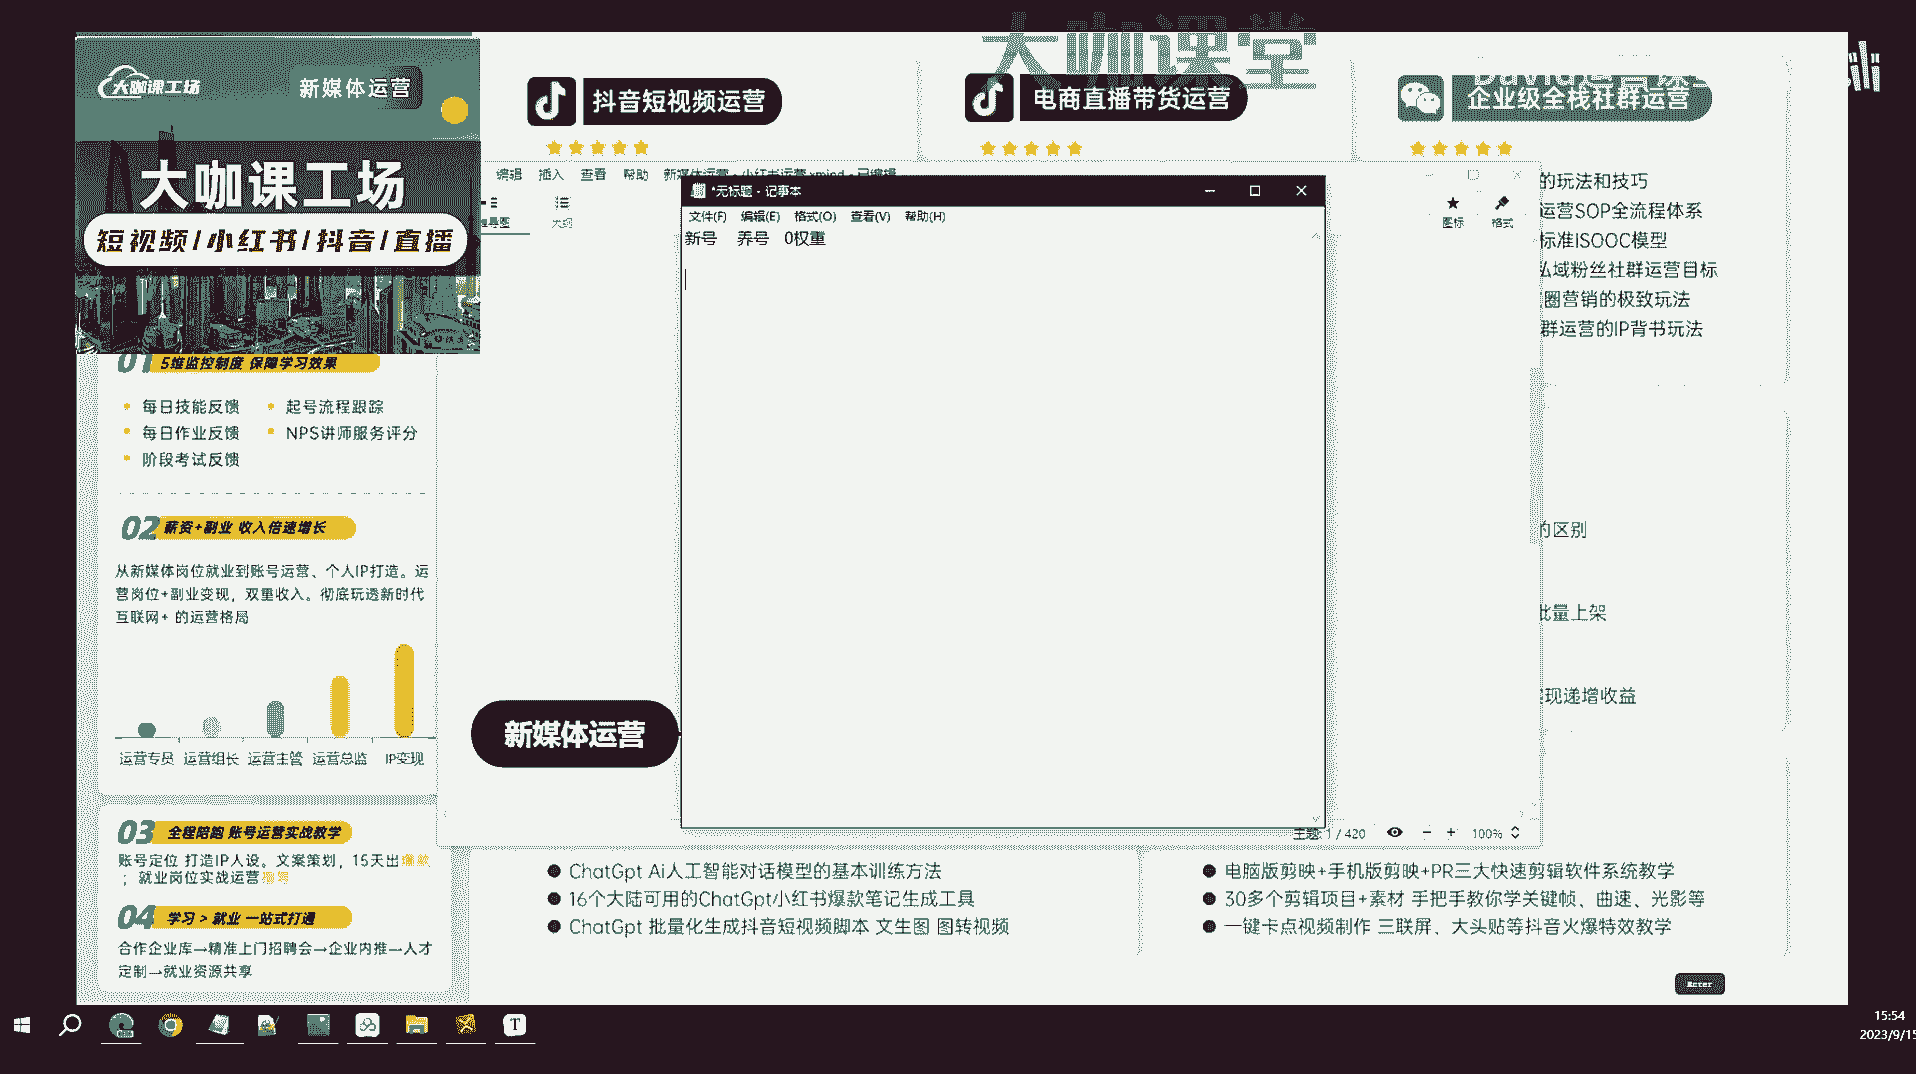 大咖课堂
大咖课工场
新媒体运营
大咖课工场
短视频/小红书/抖音/直播
01 5维监控制度 保障学习效果
每日技能反馈
起号流程跟踪
每日作业反馈
NPS讲师服务评分
阶段考试反馈
02 薪资+副业 收入倍速增长
从新媒体岗位就业到账号运营、个人IP打造。运
营岗位+副业变现，双重收入。彻底玩透新时代
互联网+ 的运营格局
运营专员 运营组长 运营主管 运营总监 IP变现
03 全程陪跑 账号运营实战教学
账号定位 打造IP人设。文案策划，15天出爆款
；就业岗位实战运营
04 学习 > 就业 一站式打通
合作企业库→精准上门招聘会→企业内推→人才
定制→就业资源共享
抖音短视频运营
电商直播带货运营
企业级全栈社群运营
编辑 插入 查看 帮助
大纲
*无标题 - 记事本
文件(F) 编辑(E) 格式(O) 查看(V) 帮助(H)
新号 养号 0权重
图标 格式
的玩法和技巧
运营SOP全流程体系
标准ISOOC模型
私域粉丝社群运营目标
圈营销的极致玩法
群运营的IP背书玩法
的区别
批量上架
现递增收益
新媒体运营
主题: 1 / 420
100%
ChatGpt Ai人工智能对话模型的基本训练方法
16个大陆可用的ChatGpt小红书爆款笔记生成工具
ChatGpt 批量化生成抖音短视频脚本 文生图 图转视频
电脑版剪映+手机版剪映+PR三大快速剪辑软件系统教学
30多个剪辑项目+素材 手把手教你学关键帧、曲速、光影等
一键卡点视频制作 三联屏、大头贴等抖音火爆特效教学
Enter
15:54
2023/9/15